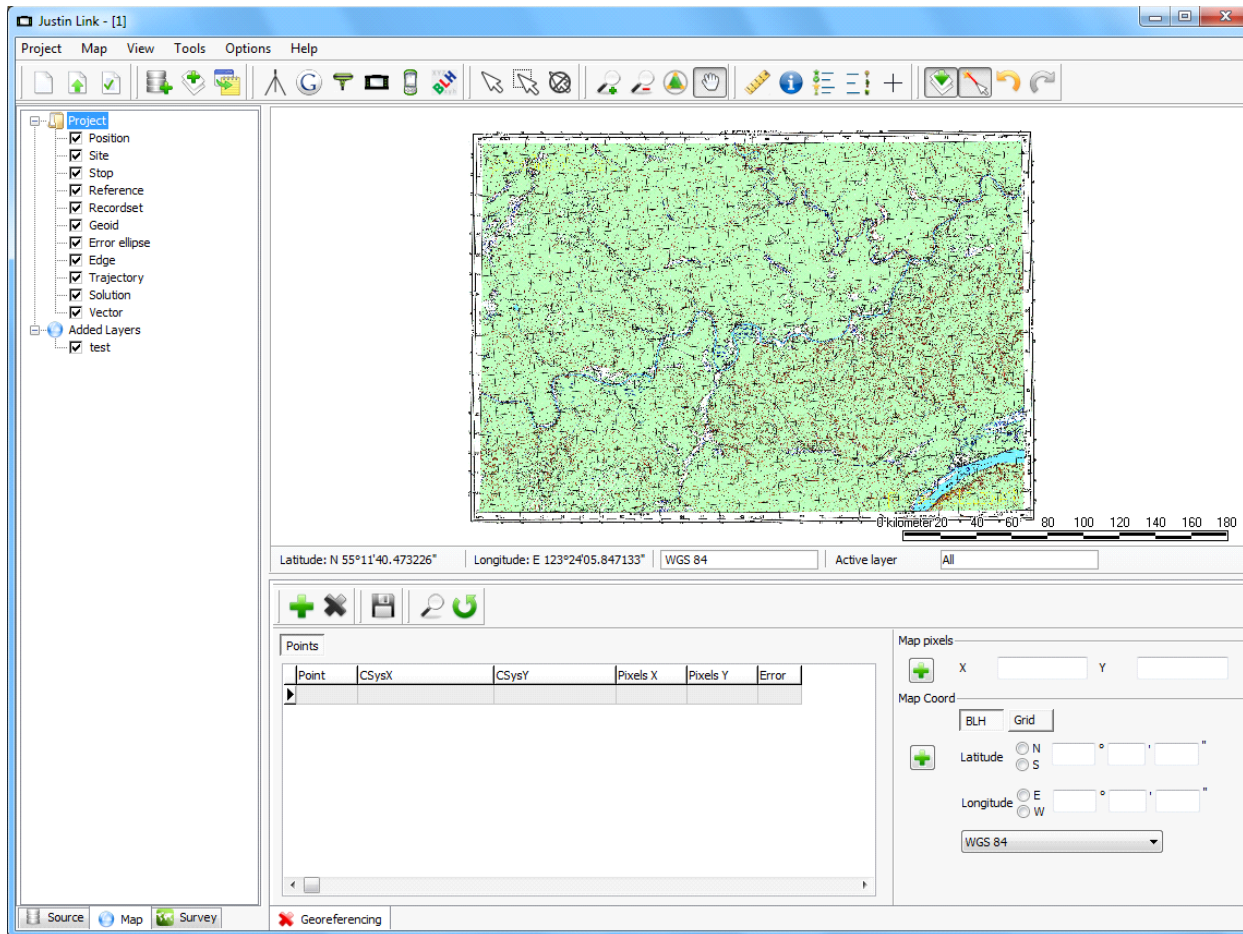 Justin Link - [1]
Project Map View Tools Options Help
G
BLH
Project
Position
Site
Stop
Reference
Recordset
Geoid
Error ellipse
Edge
Trajectory
Solution
Vector
Added Layers
test
0 kilometer20 40 60 80 100 120 140 160 180
Latitude: N 55°11'40.473226" Longitude: E 123°24'05.847133" WGS 84 Active layer All
Points
Point CSysX CSysY Pixels X Pixels Y Error
Map pixels
X Y
Map Coord
BLH Grid
Latitude N S ° ' "
Longitude E W ° ' "
WGS 84
Source Map Survey
Georeferencing